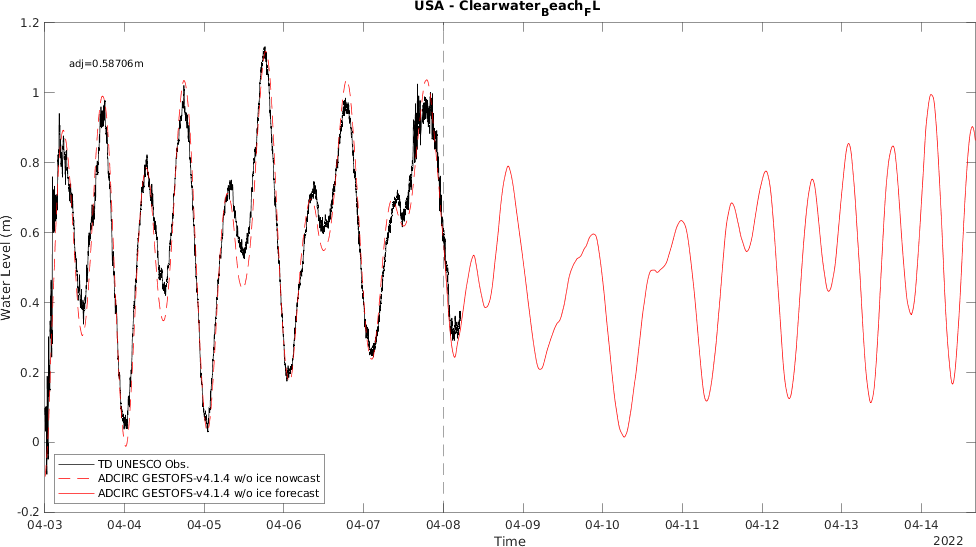 USA - Clearwater_Beach_FL
1.2
adj=0.58706m
1
0.8
0.6
Water Level (m)
0.4
0.2
0
TD UNESCO Obs.
ADCIRC GESTOFS-v4.1.4 w/o ice nowcast
ADCIRC GESTOFS-v4.1.4 w/o ice forecast
-0.2
04-03 04-04 04-05 04-06 04-07 04-08 04-09 04-10 04-11 04-12 04-13 04-14
Time
2022